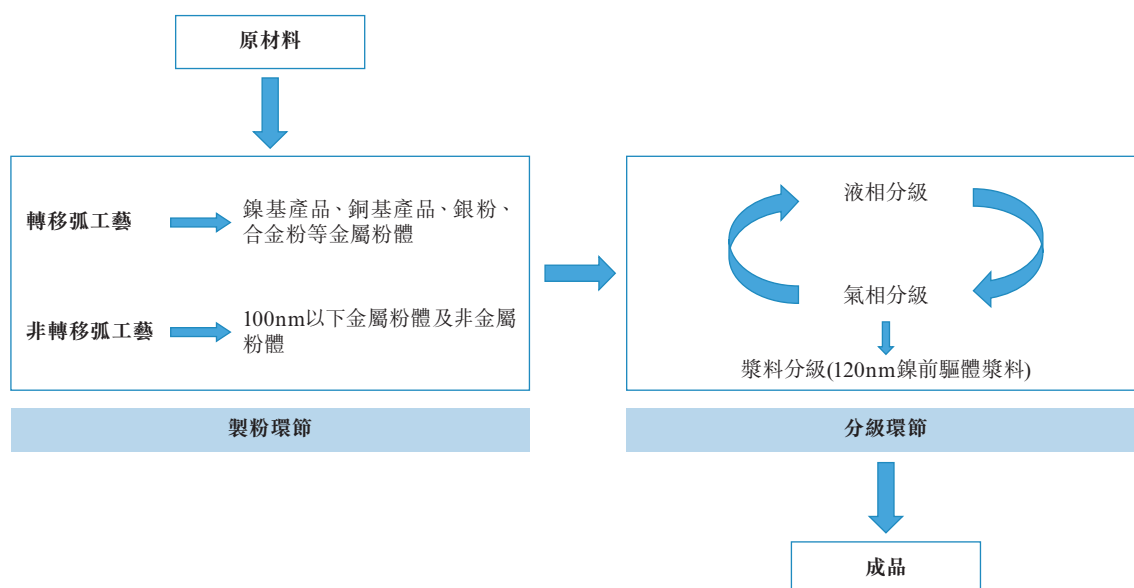 原材料
轉移弧工藝
鎳基產品、銅基產品、銀粉、
合金粉等金屬粉體
非轉移弧工藝
100nm以下金屬粉體及非金屬
粉體
製粉環節
液相分級
氣相分級
漿料分級(120nm鎳前驅體漿料)
分級環節
成品